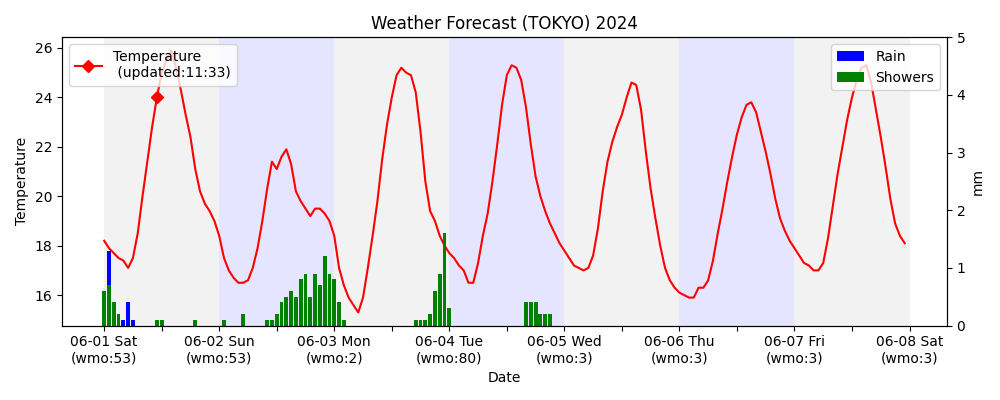 Weather Forecast (TOKYO) 2024
Temperature
(updated:11:33)
Rain
Showers
26
24
22
20
18
16
Temperature
5
4
3
2
1
0
mm
06-01 Sat
(wmo:53)
06-02 Sun
(wmo:53)
06-03 Mon
(wmo:2)
06-04 Tue
(wmo:80)
06-05 Wed
(wmo:3)
06-06 Thu
(wmo:3)
06-07 Fri
(wmo:3)
06-08 Sat
(wmo:3)
Date